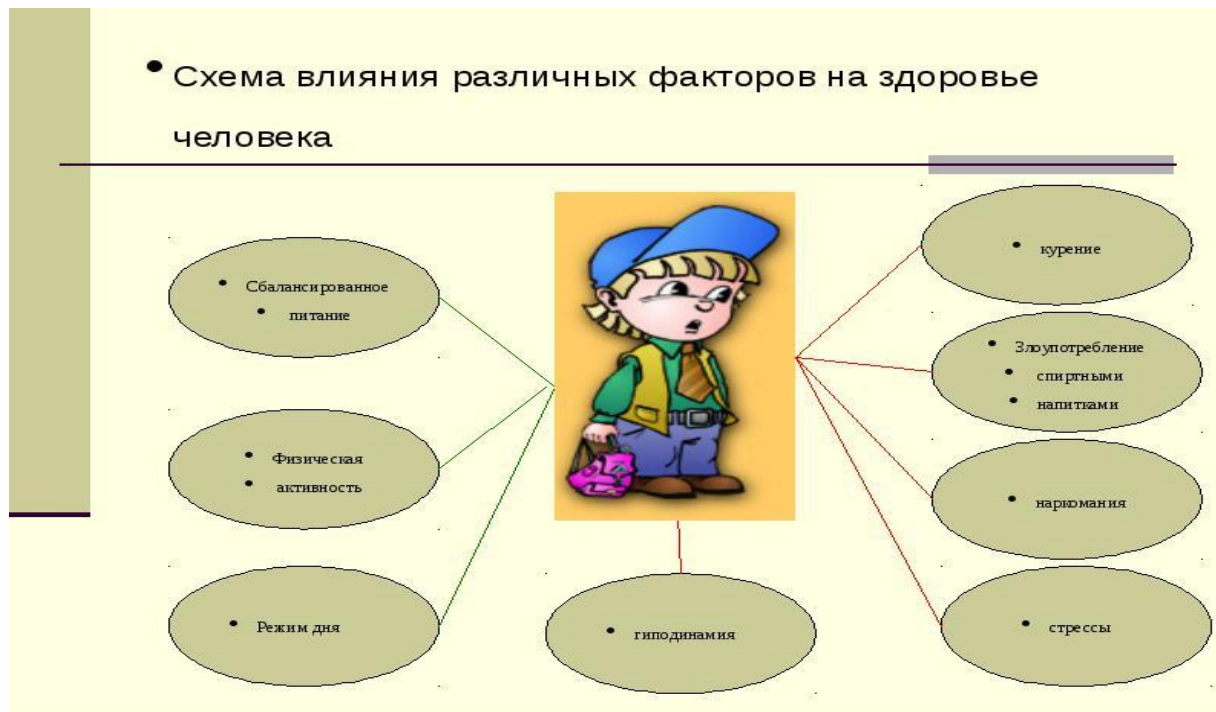 • Схема влияния различных факторов на здоровье
человека
• Сбалансированное
• питание
• Физическая
• активность
• Режим дня
• гиподинамия
• курение
• Злоупотребление
• спиртными
• напитками
• наркомания
• стрессы